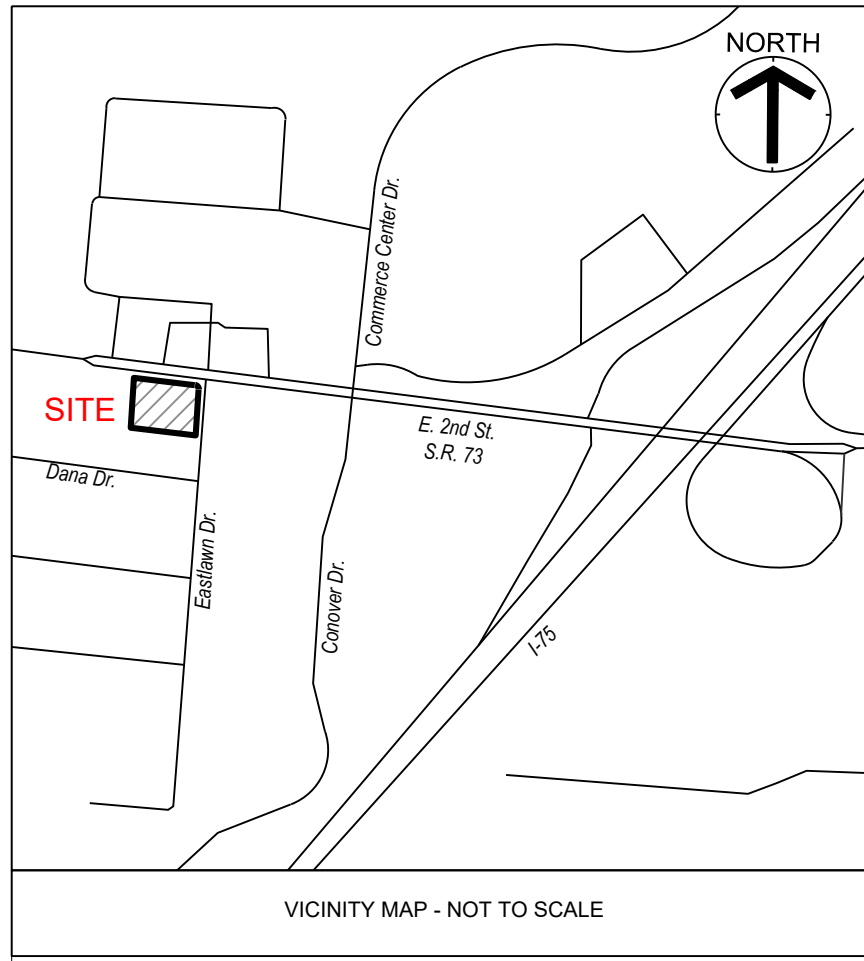 NORTH
Commerce Center Dr.
SITE
E. 2nd St.
S.R. 73
Dana Dr.
Eastlawn Dr.
Conover Dr.
I-75
VICINITY MAP - NOT TO SCALE